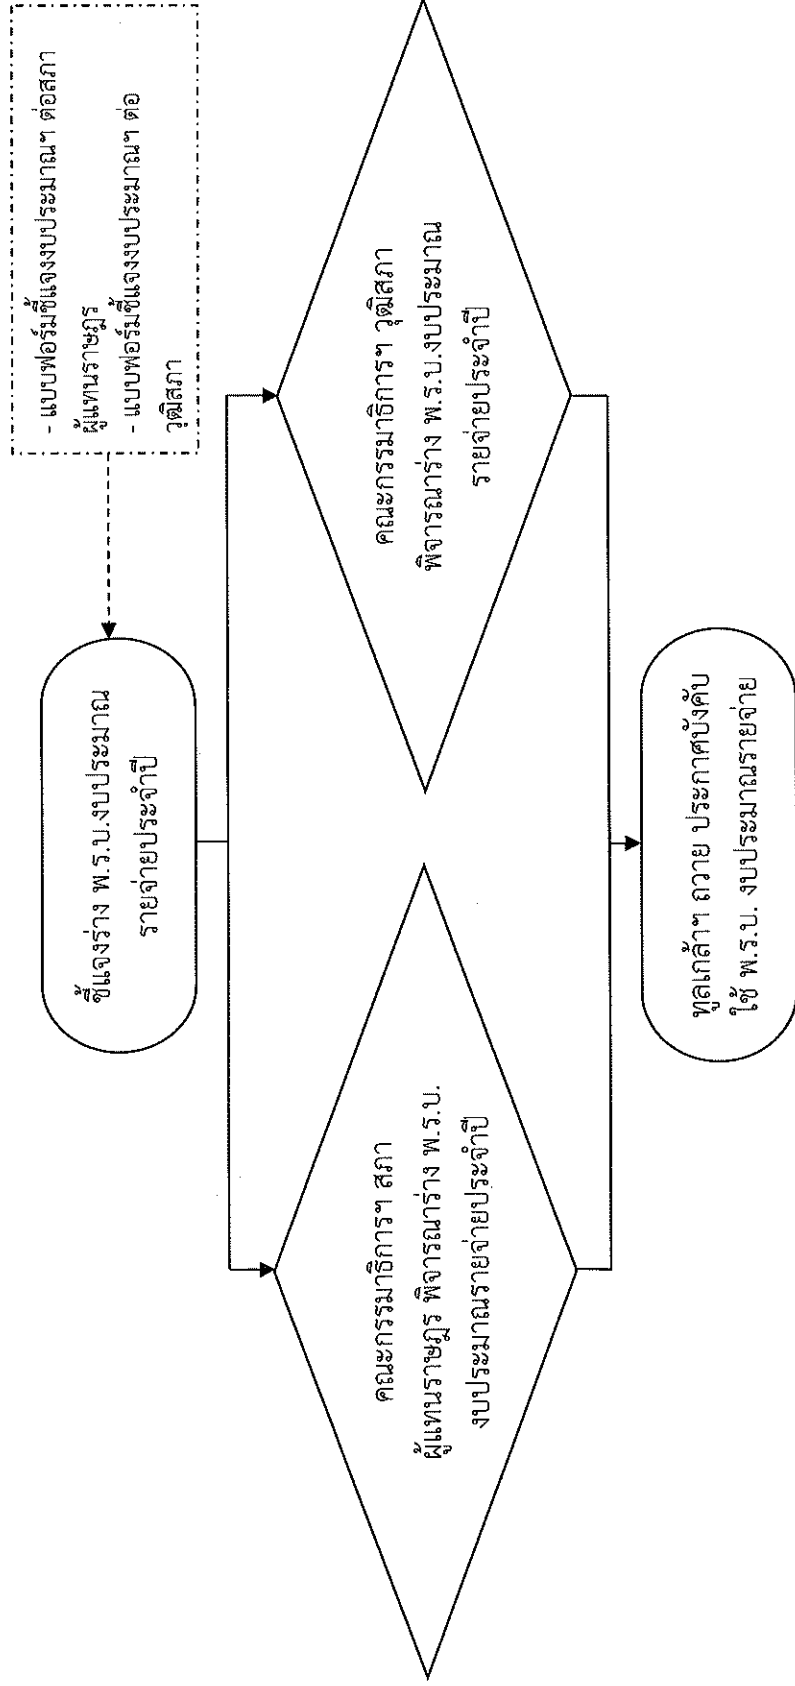 - แบบฟอร์มชี้แจงงบประมาณฯ ต่อสภา
ผู้แทนราษฎร
- แบบฟอร์มชี้แจงงบประมาณฯ ต่อ
วุฒิสภา
ชี้แจงร่าง พ.ร.บ.งบประมาณ
รายจ่ายประจำปี
คณะกรรมาธิการฯ สภา
ผู้แทนราษฎร พิจารณาร่าง พ.ร.บ.
งบประมาณรายจ่ายประจำปี
คณะกรรมาธิการฯ วุฒิสภา
พิจารณาร่าง พ.ร.บ.งบประมาณ
รายจ่ายประจำปี
ทูลเกล้าฯ ถวาย ประกาศบังคับ
ใช้ พ.ร.บ. งบประมาณรายจ่าย